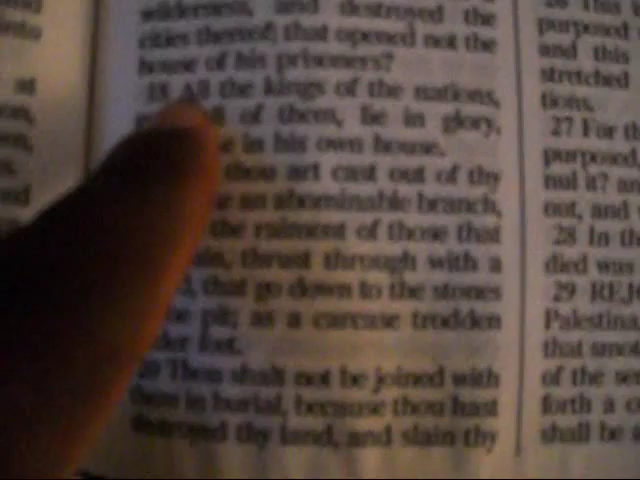 wilderness, and destroyed the
cities thereof; that opened not the
house of his prisoners?
18 All the kings of the nations,
of them, lie in glory,
in his own house.
thou art cast out of thy
an abominable branch,
the raiment of those that
thrust through with a
that go down to the stones
pit; as a carcase trodden
feet.
Thou shalt not be joined with
them in burial, because thou hast
destroyed thy land, and slain thy
purposed
and this
stretched
tions.
27 For th
purposed
nul it? an
out, and
28 In th
died was
29 REJ
Palestina,
that smot
of the se
forth a c
shall be a
into